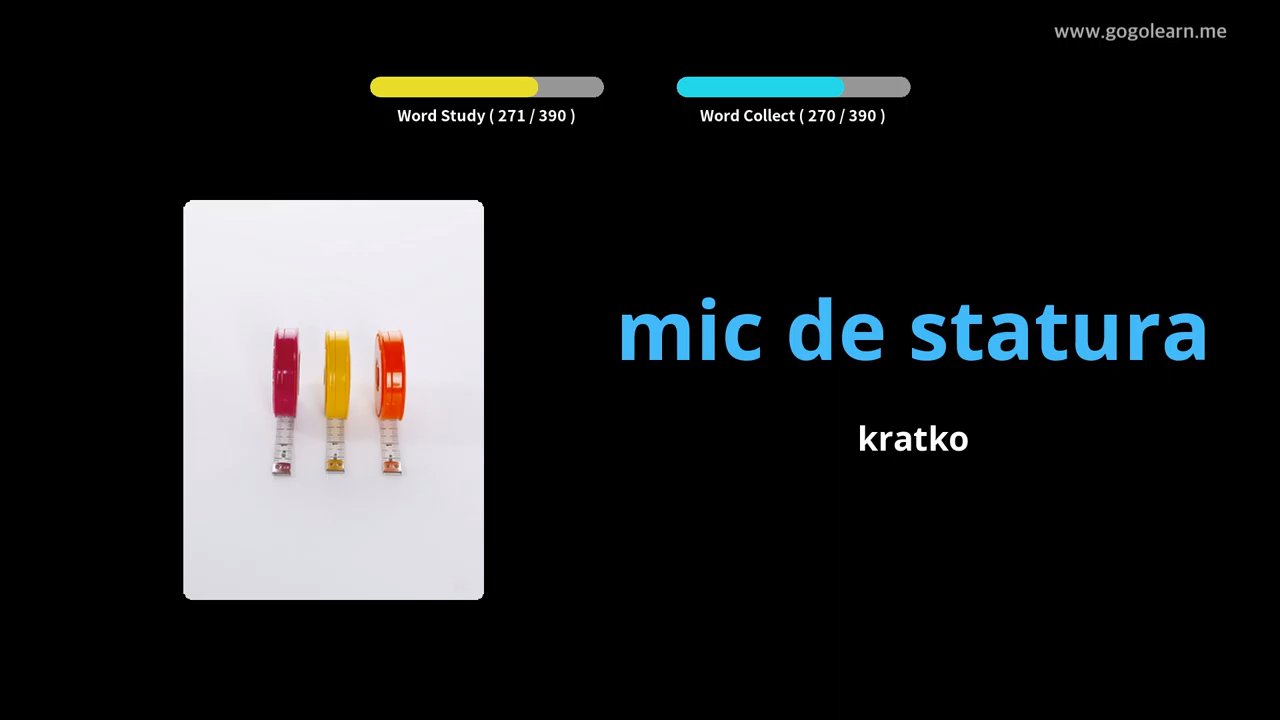 www.gogolearn.me
Word Study ( 271 / 390 )
Word Collect ( 270 / 390 )
mic de statura
kratko